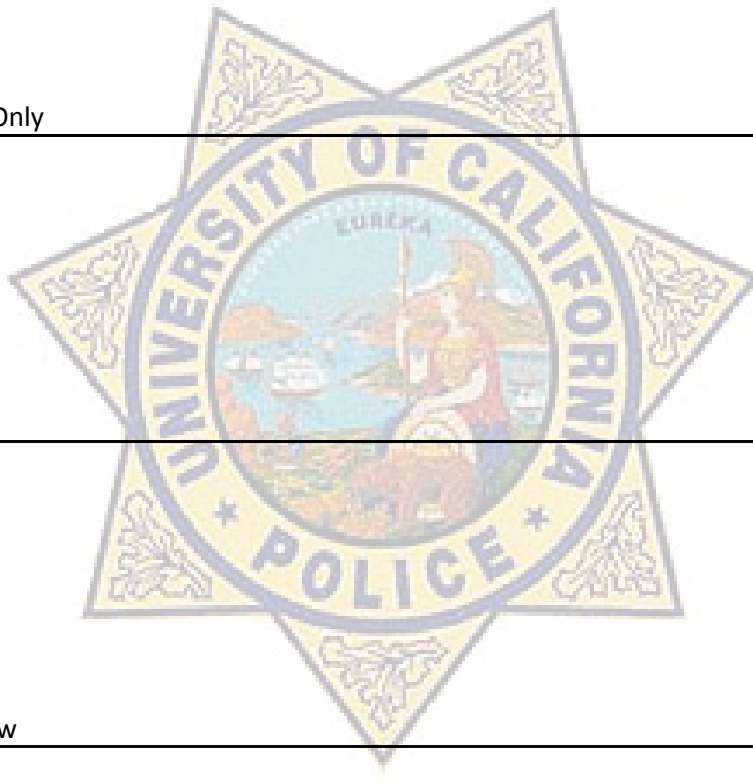 Only
UNIVERSITY OF CALIFORNIA
EUREKA
* POLICE *
w